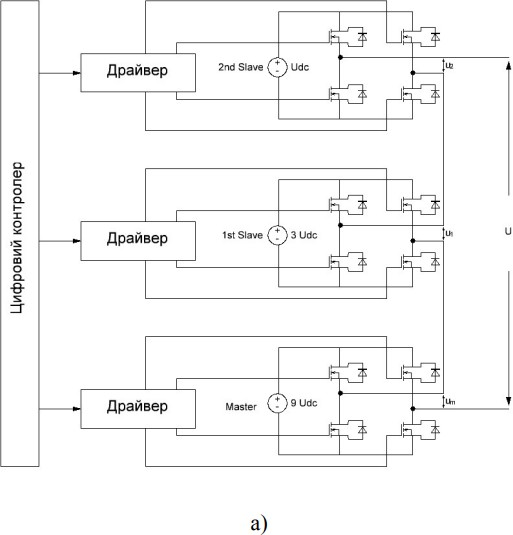 Цифровий контролер
Драйвер
2nd Slave
Udc
u2
Драйвер
1st Slave
3 Udc
u1
U
Драйвер
Master
9 Udc
um
а)